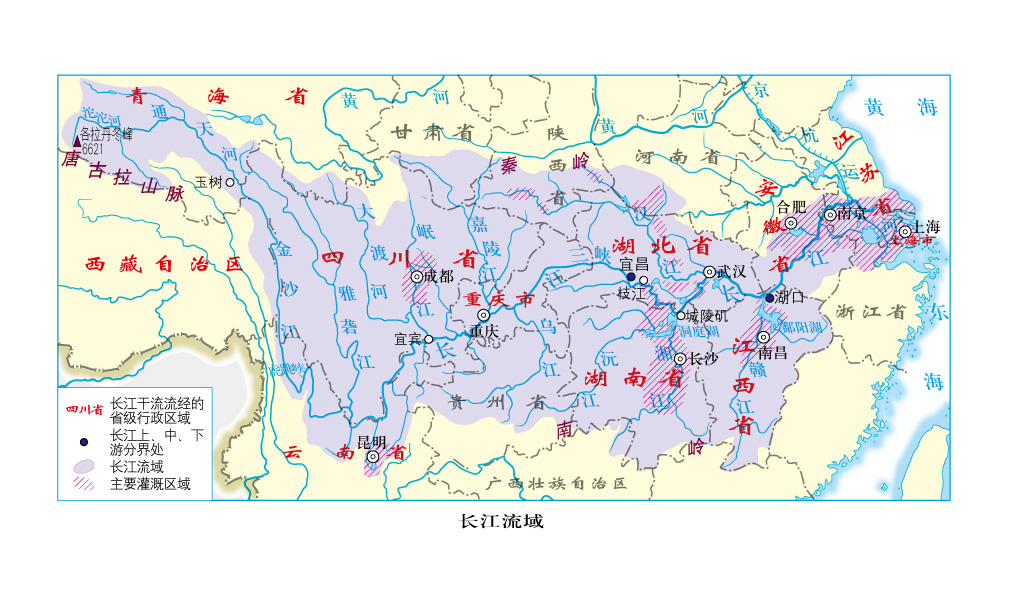 青海省
黄河
黄河
京杭运河
黄海
沱沱河
通天河
各拉丹冬峰
6621
唐古拉山脉
玉树
甘肃省
陕西省
秦岭
河南省
江苏省
安徽省
合肥
南京
上海
上海市
西藏自治区
金沙江
大渡河
雅砻江
岷江
嘉陵江
四川省
成都
重庆市
重庆
宜宾
长江
三峡
汉江
湖北省
宜昌
枝江
武汉
长江
湖口
城陵矶
洞庭湖
鄱阳湖
浙江省
东海
乌江
沅江
湘江
长沙
湖南省
江西省
南昌
赣江
虎跳峡
贵州省
南岭
云南省
昆明
广西壮族自治区
四川省 长江干流流经的
省级行政区域
长江上、中、下
游分界处
长江流域
主要灌溉区域
长江流域